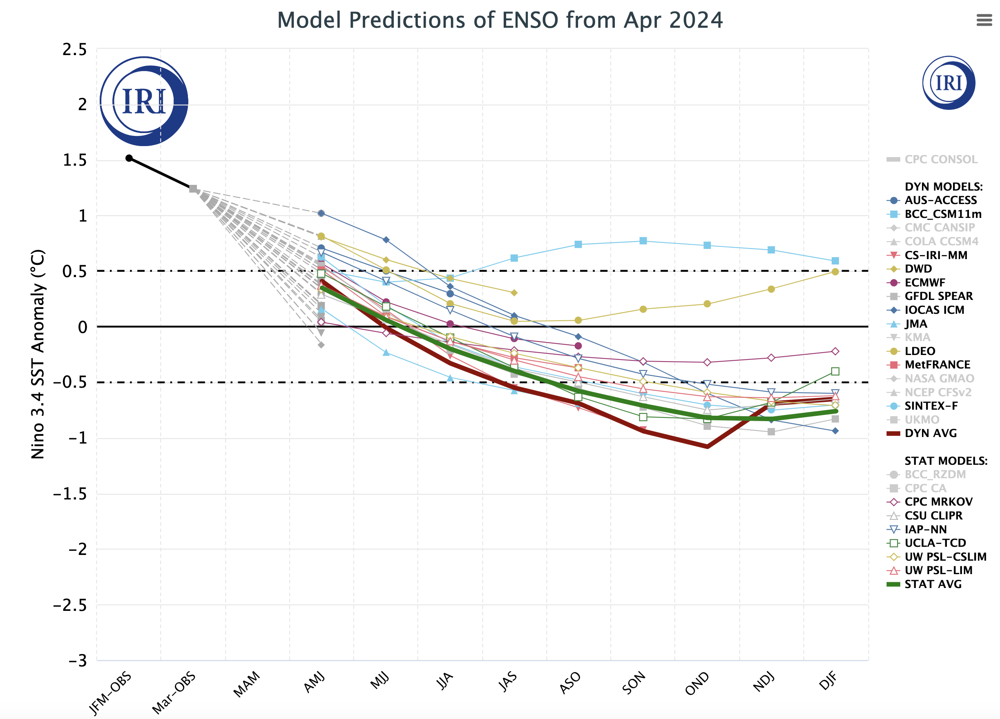 Model Predictions of ENSO from Apr 2024
IRI
IRI
Nino 3.4 SST Anomaly (°C)
2.5
2
1.5
1
0.5
0
−0.5
−1
−1.5
−2
−2.5
−3
JFM−OBS
Mar−OBS
MAM
AMJ
MJJ
JJA
JAS
ASO
SON
OND
NDJ
DJF
CPC CONSOL
DYN MODELS:
AUS−ACCESS
BCC_CSM11m
CMC CANSIP
COLA CCSM4
CS−IRI−MM
DWD
ECMWF
GFDL SPEAR
IOCAS ICM
JMA
KMA
LDEO
MetFRANCE
NASA GMAO
NCEP CFSv2
SINTEX−F
UKMO
DYN AVG
STAT MODELS:
BCC_RZDM
CPC CA
CPC MRKOV
CSU CLIPR
IAP−NN
UCLA−TCD
UW PSL−CSLIM
UW PSL−LIM
STAT AVG